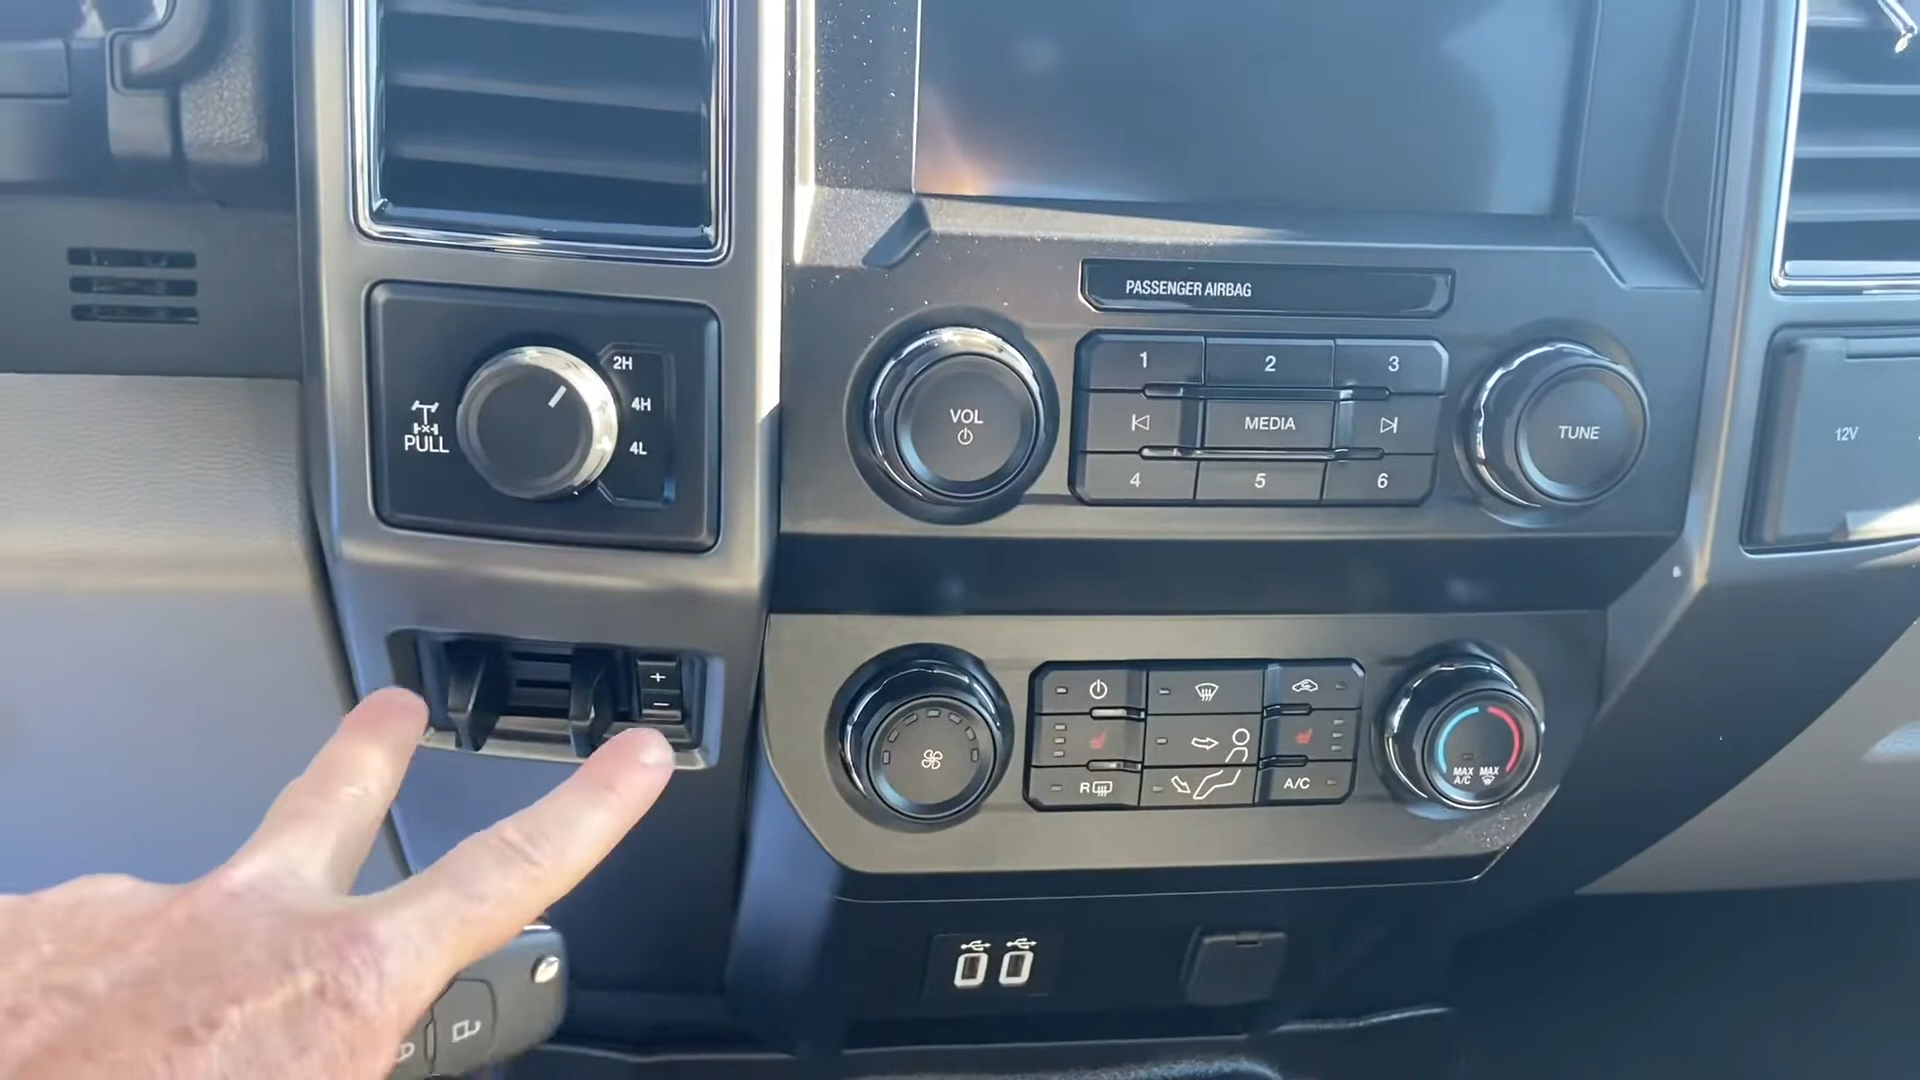 PASSENGER AIRBAG
2H
4H
4L
PULL
1 2 3
VOL
MEDIA
TUNE
4 5 6
12V
+
−
R
A/C
MAX A/C
MAX